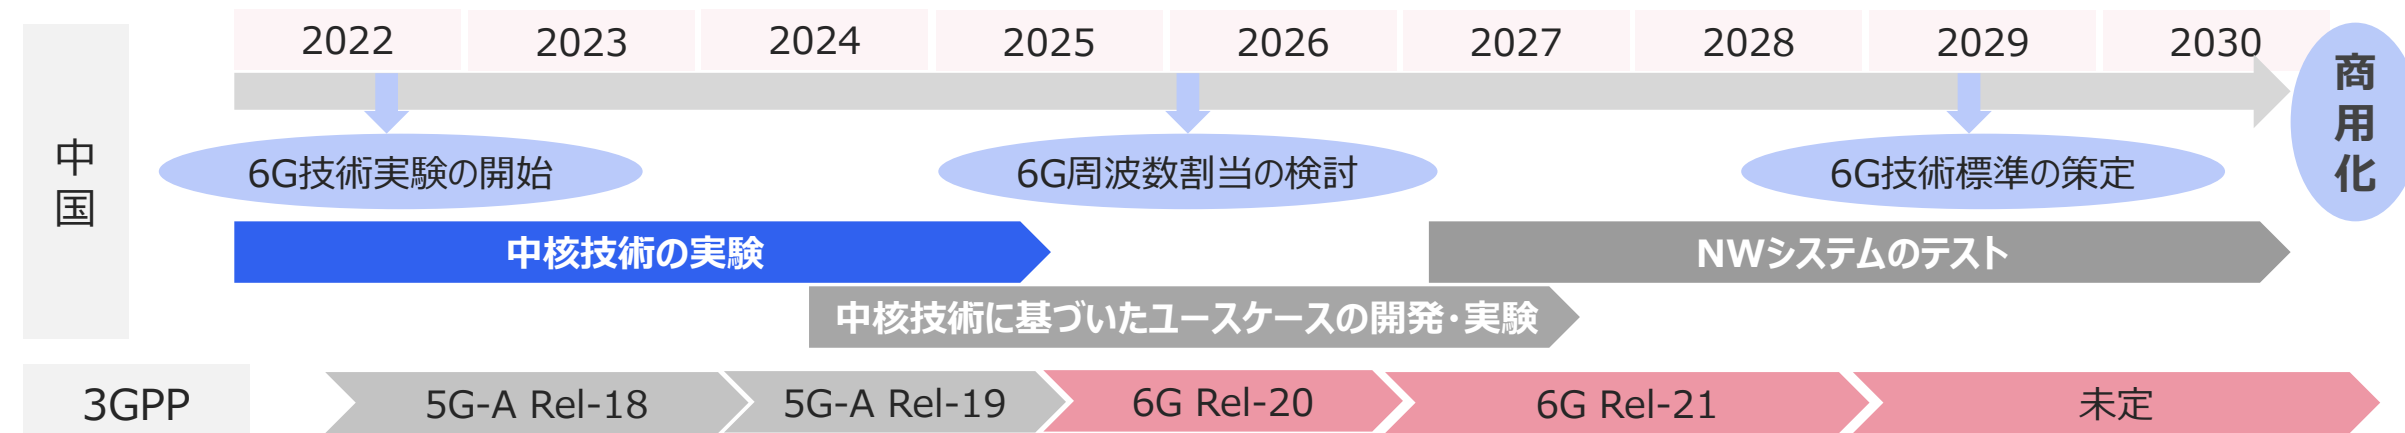 2022 2023 2024 2025 2026 2027 2028 2029 2030
商用化
中国
6G技術実験の開始 6G周波数割当の検討 6G技術標準の策定
中核技術の実験 NWシステムのテスト
中核技術に基づいたユースケースの開発・実験
3GPP 5G-A Rel-18 5G-A Rel-19 6G Rel-20 6G Rel-21 未定